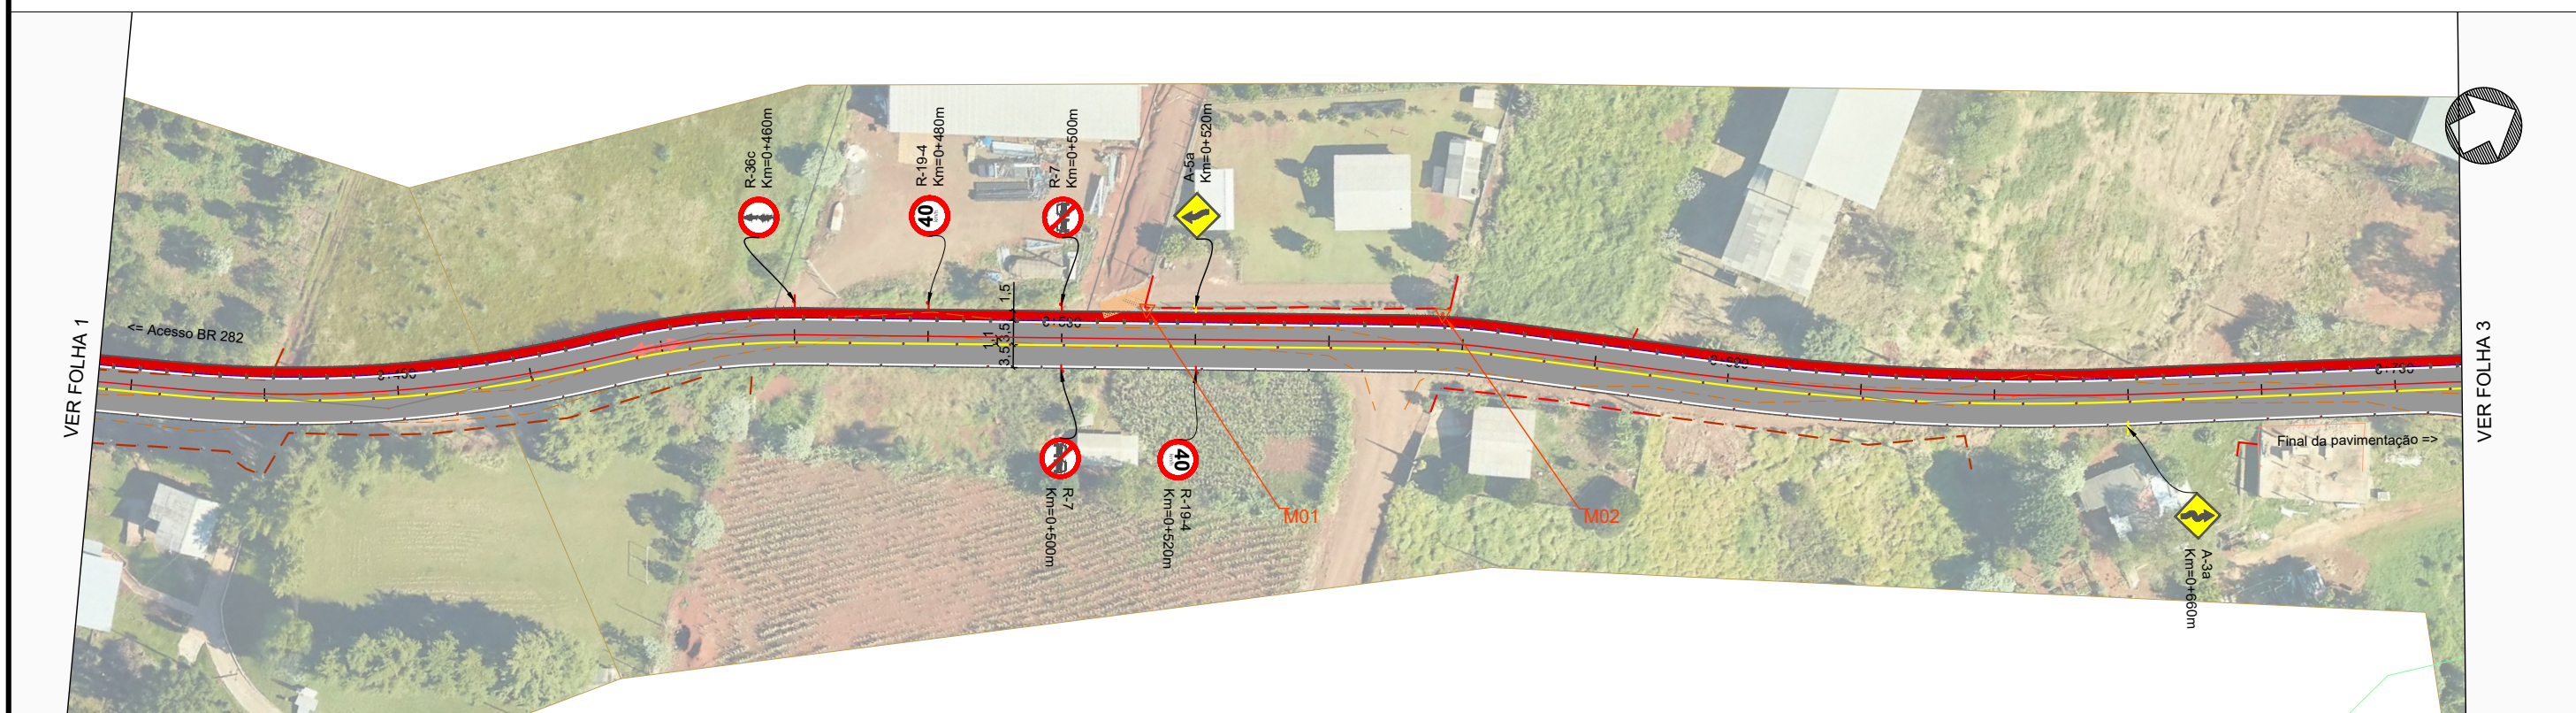 VER FOLHA 1
<= Acesso BR 282
R-36c
Km=0+460m
R-19-4
Km=0+480m
40
R-7
Km=0+500m
A-5a
Km=0+520m
1,5
3,5
1
3,5
R-7
Km=0+500m
40
R-19-4
Km=0+520m
M01
M02
A-3a
Km=0+660m
Final da pavimentação =>
VER FOLHA 3